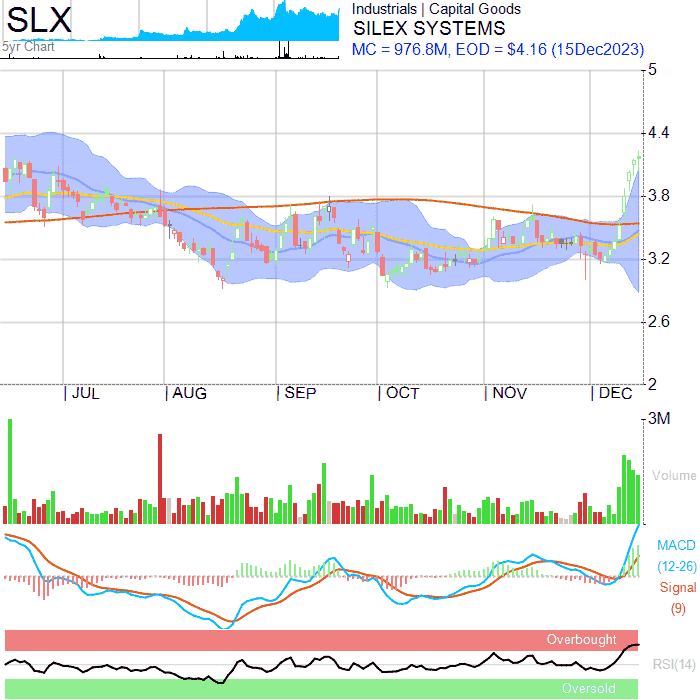 SLX
5yr Chart
Industrials | Capital Goods
SILEX SYSTEMS
MC = 976.8M, EOD = $4.16 (15Dec2023)
5
4.4
3.8
3.2
2.6
2
JUL AUG SEP OCT NOV DEC
3M
Volume
MACD
(12-26)
Signal
(9)
Overbought
RSI(14)
Oversold